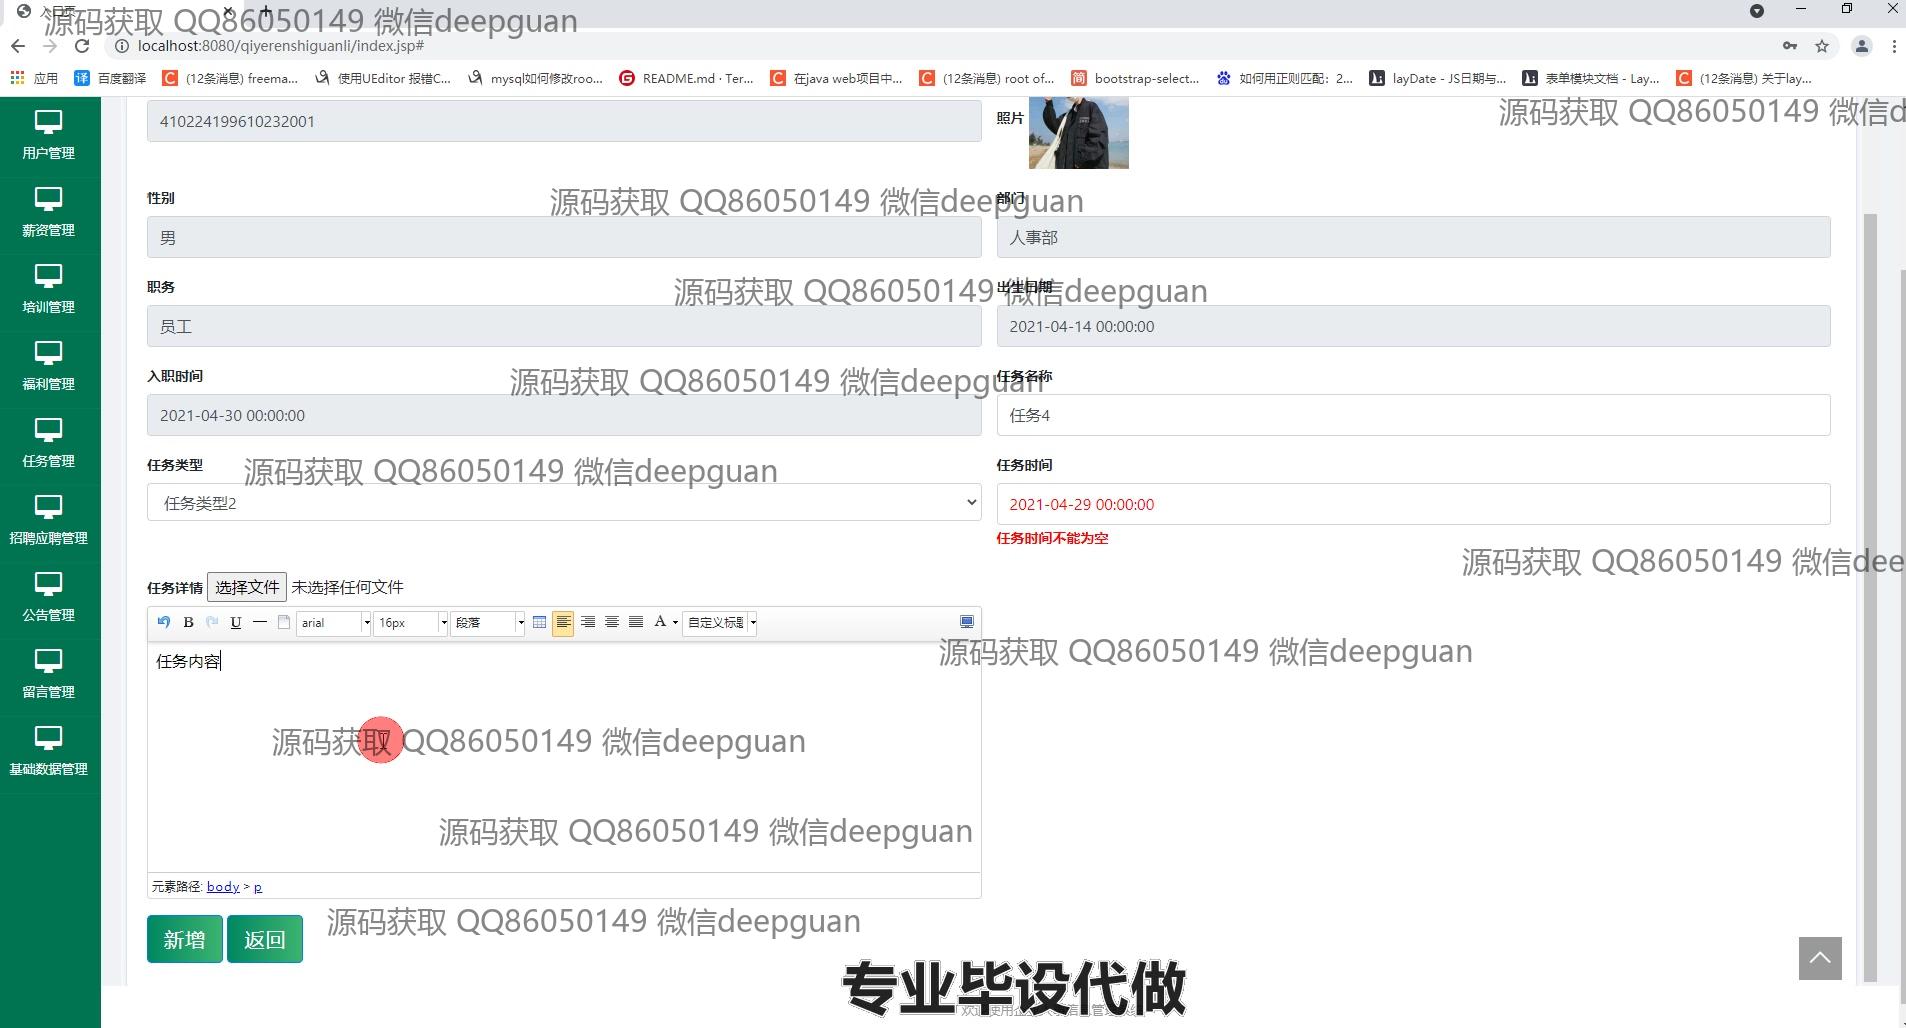 源码获取 QQ86050149 微信deepguan
localhost:8080/qiyerenshiguanli/index.jsp#
应用 百度翻译 (12条消息) freema... 使用UEditor 报错C... mysql如何修改roo... README.md · Ter... 在java web项目中... (12条消息) root of... bootstrap-select... 如何用正则匹配：2... layDate - JS日期与... 表单模块文档 - Lay... (12条消息) 关于lay...
源码获取 QQ86050149 微信d
410224199610232001
照片
用户管理
性别
源码获取 QQ86050149 微信deepguan
部门
薪资管理
男
人事部
职务
源码获取 QQ86050149 微信deepguan
出生日期
培训管理
员工
2021-04-14 00:00:00
入职时间
源码获取 QQ86050149 微信deepguan
任务名称
福利管理
2021-04-30 00:00:00
任务4
任务管理
任务类型
源码获取 QQ86050149 微信deepguan
任务时间
任务类型2
2021-04-29 00:00:00
招聘应聘管理
任务时间不能为空
源码获取 QQ86050149 微信dee
任务详情 选择文件 未选择任何文件
公告管理
B U arial 16px 段落 A 自定义标题
源码获取 QQ86050149 微信deepguan
任务内容
留言管理
源码获取 QQ86050149 微信deepguan
基础数据管理
源码获取 QQ86050149 微信deepguan
元素路径: body > p
源码获取 QQ86050149 微信deepguan
新增 返回
专业毕设代做